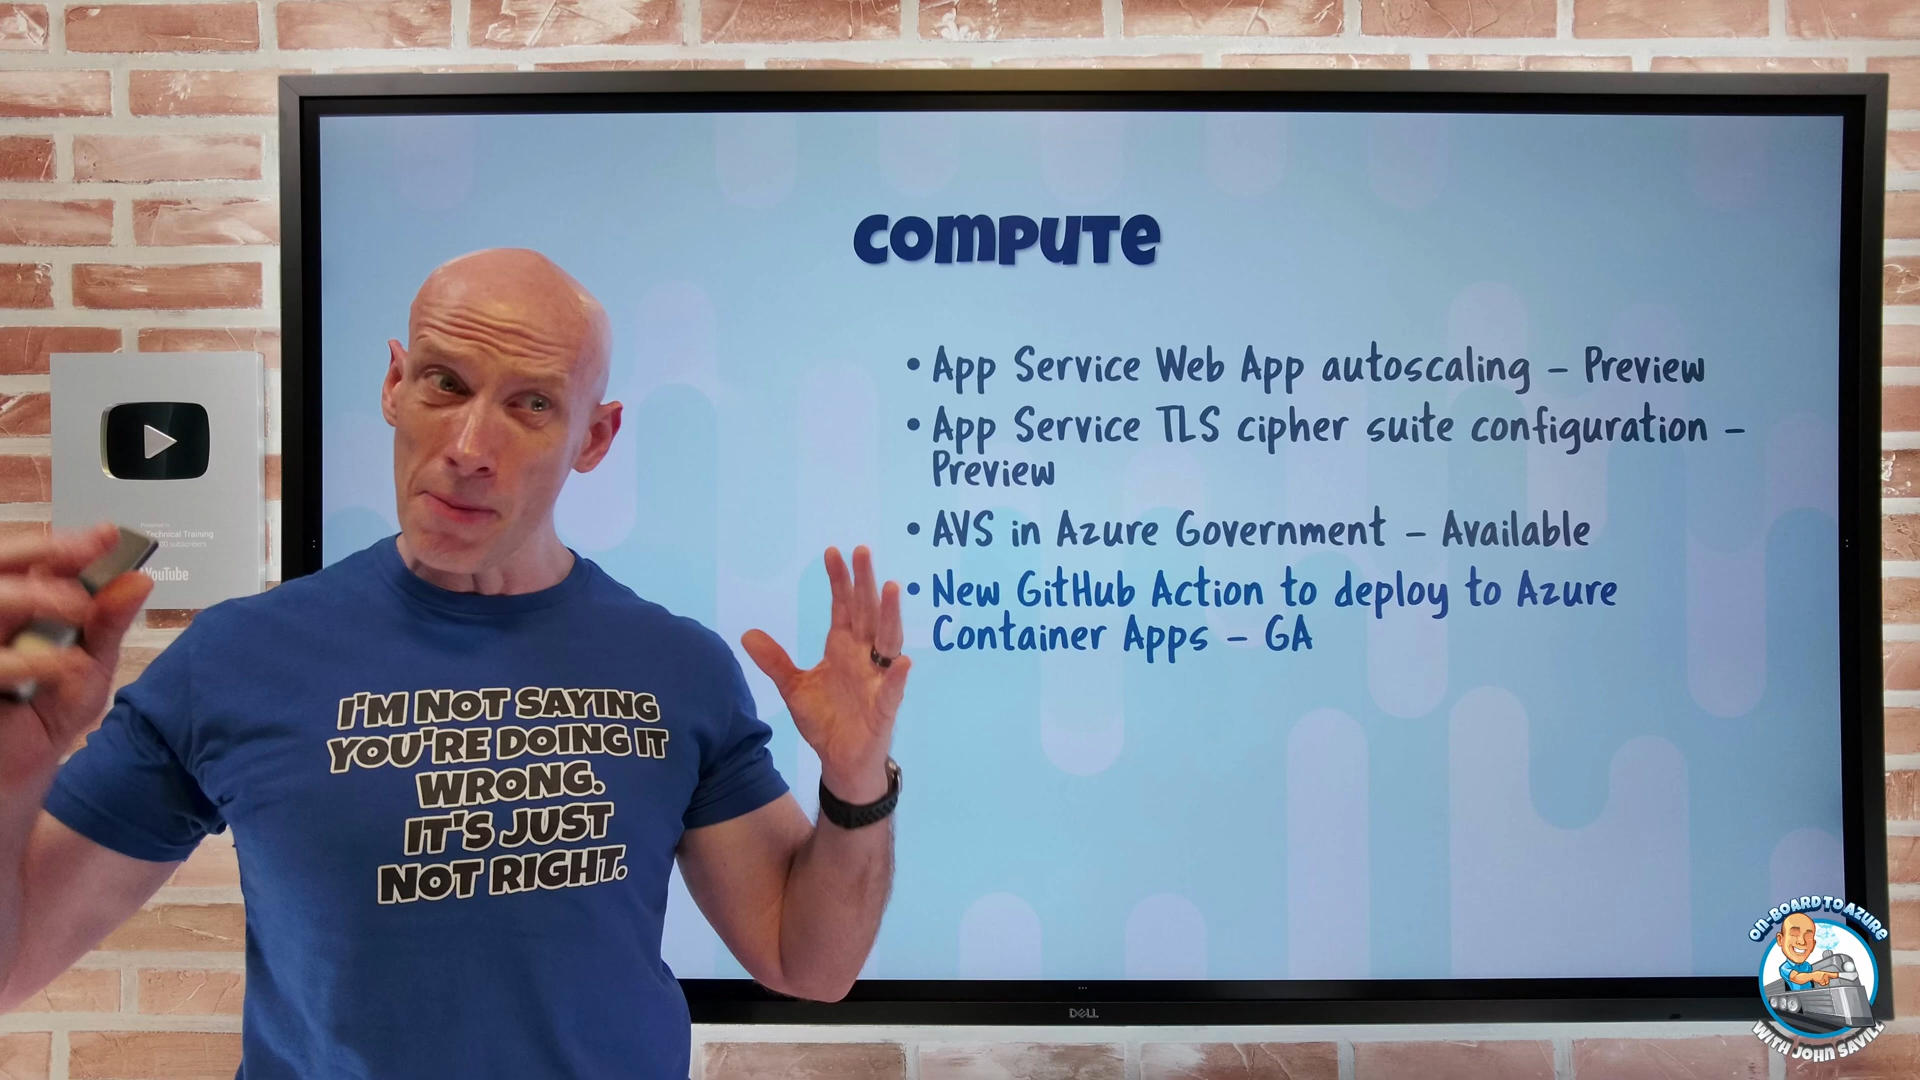 COMPUTE
• App Service Web App autoscaling – Preview
• App Service TLS cipher suite configuration –
Preview
• AVS in Azure Government – Available
• New GitHub Action to deploy to Azure
Container Apps – GA
Technical Training
YouTube
I'M NOT SAYING
YOU'RE DOING IT
WRONG.
IT'S JUST
NOT RIGHT.
DELL
ON-BOARD TO AZURE
WITH JOHN SAVILL